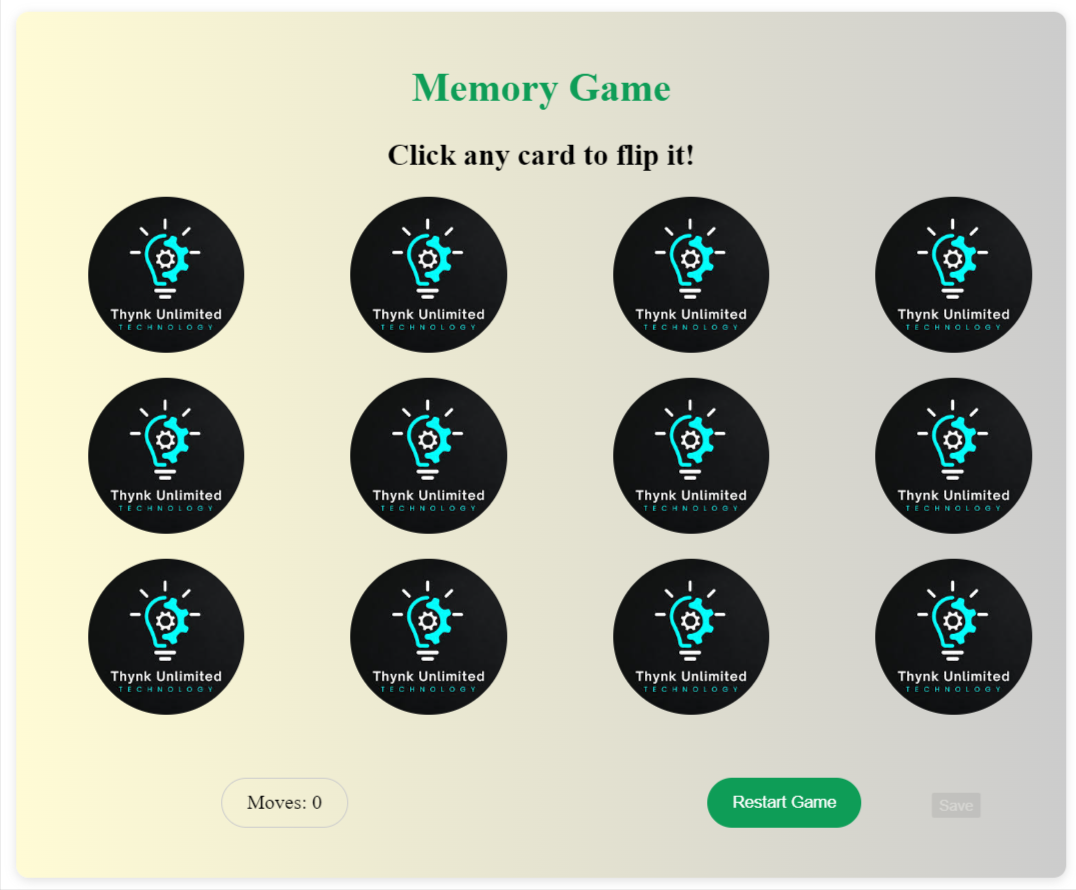 Memory Game
Click any card to flip it!
Thynk Unlimited
TECHNOLOGY
Thynk Unlimited
TECHNOLOGY
Thynk Unlimited
TECHNOLOGY
Thynk Unlimited
TECHNOLOGY
Thynk Unlimited
TECHNOLOGY
Thynk Unlimited
TECHNOLOGY
Thynk Unlimited
TECHNOLOGY
Thynk Unlimited
TECHNOLOGY
Thynk Unlimited
TECHNOLOGY
Thynk Unlimited
TECHNOLOGY
Thynk Unlimited
TECHNOLOGY
Thynk Unlimited
TECHNOLOGY
Moves: 0
Restart Game
Save